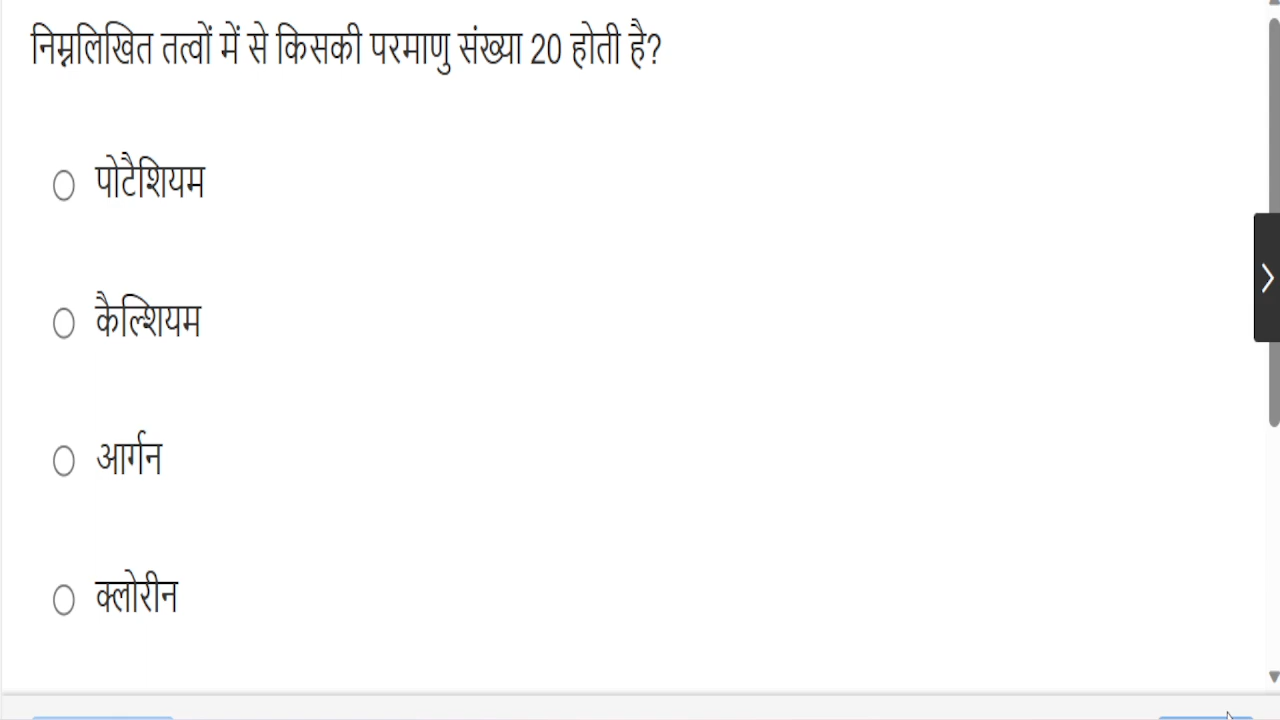 निम्नलिखित तत्वों में से किसकी परमाणु संख्या 20 होती है?
पोटैशियम
कैल्शियम
आर्गन
क्लोरीन